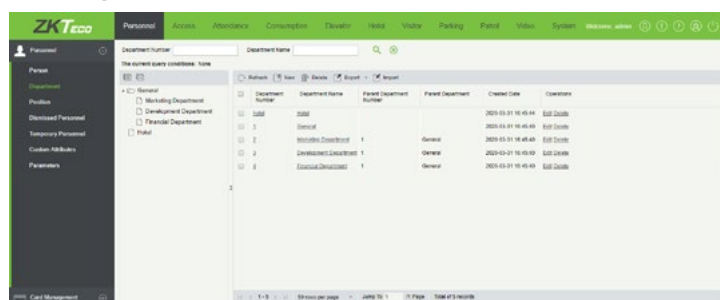 ZKTeco
Personnel Access Attendance Consumption Elevator Hotel Visitor Parking Patrol Video System Welcome: admin
Personnel
Department Number Department Name
The current query conditions: None
Person
Department
Position
Dismissed Personnel
Temporary Personnel
Custom Attributes
Parameters
Card Management
General
Marketing Department
Development Department
Financial Department
Hotel
Refresh New Delete Export Import
Department Number Department Name Parent Department Number Parent Department Created Date Operations
hotel Hotel Edit Delete
1 General Edit Delete
2 Marketing Department 1 General Edit Delete
3 Development Department 1 General Edit Delete
4 Financial Department 1 General Edit Delete
1-5 50 rows per page Jump To 1 /1 Page Total of 5 records